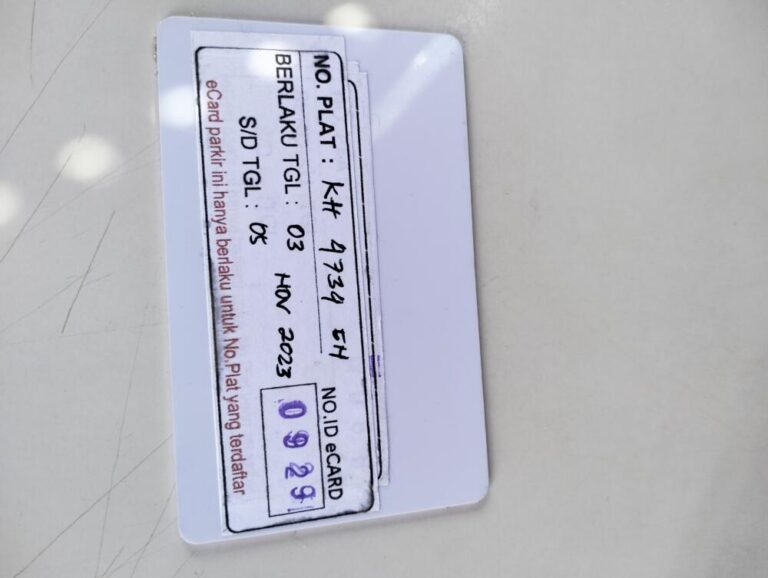 NO. PLAT : KH 4734 EH
NO.ID eCARD
BERLAKU TGL : 03 NOV 2023
0929
S/D TGL : 05
eCard parkir ini hanya berlaku untuk No.Plat yang terdaftar